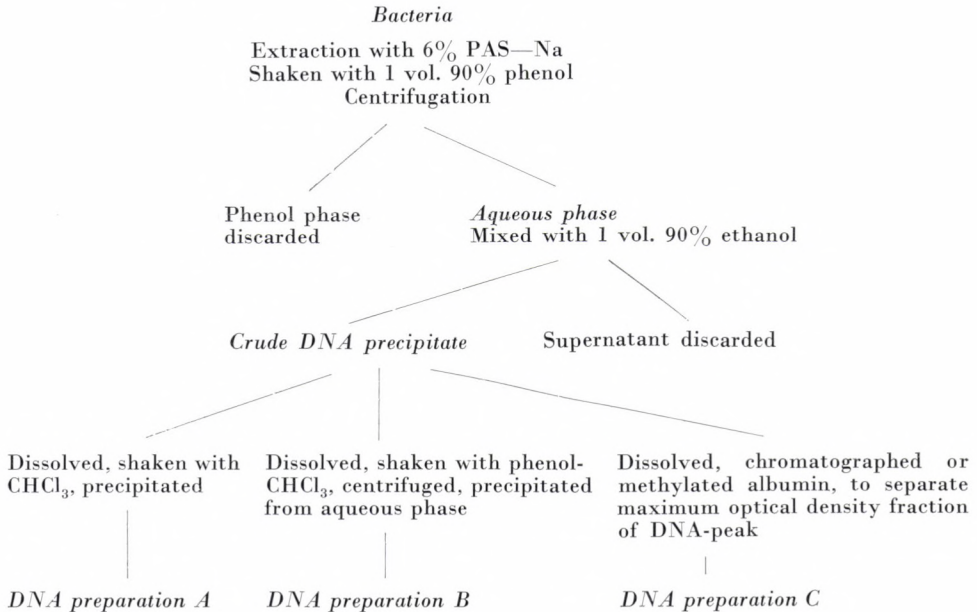 Bacteria
Extraction with 6% PAS—Na
Shaken with 1 vol. 90% phenol
Centrifugation
Phenol phase
discarded
Aqueous phase
Mixed with 1 vol. 90% ethanol
Crude DNA precipitate
Supernatant discarded
Dissolved, shaken with
CHCl₃, precipitated
Dissolved, shaken with phenol-
CHCl₃, centrifuged, precipitated
from aqueous phase
Dissolved, chromatographed or
methylated albumin, to separate
maximum optical density fraction
of DNA-peak
DNA preparation A
DNA preparation B
DNA preparation C